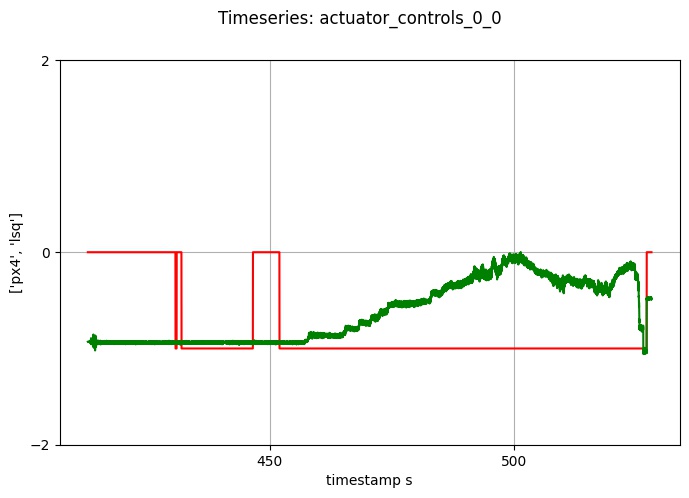 Timeseries: actuator_controls_0_0
2
0
−2
['px4', 'lsq']
450
500
timestamp s